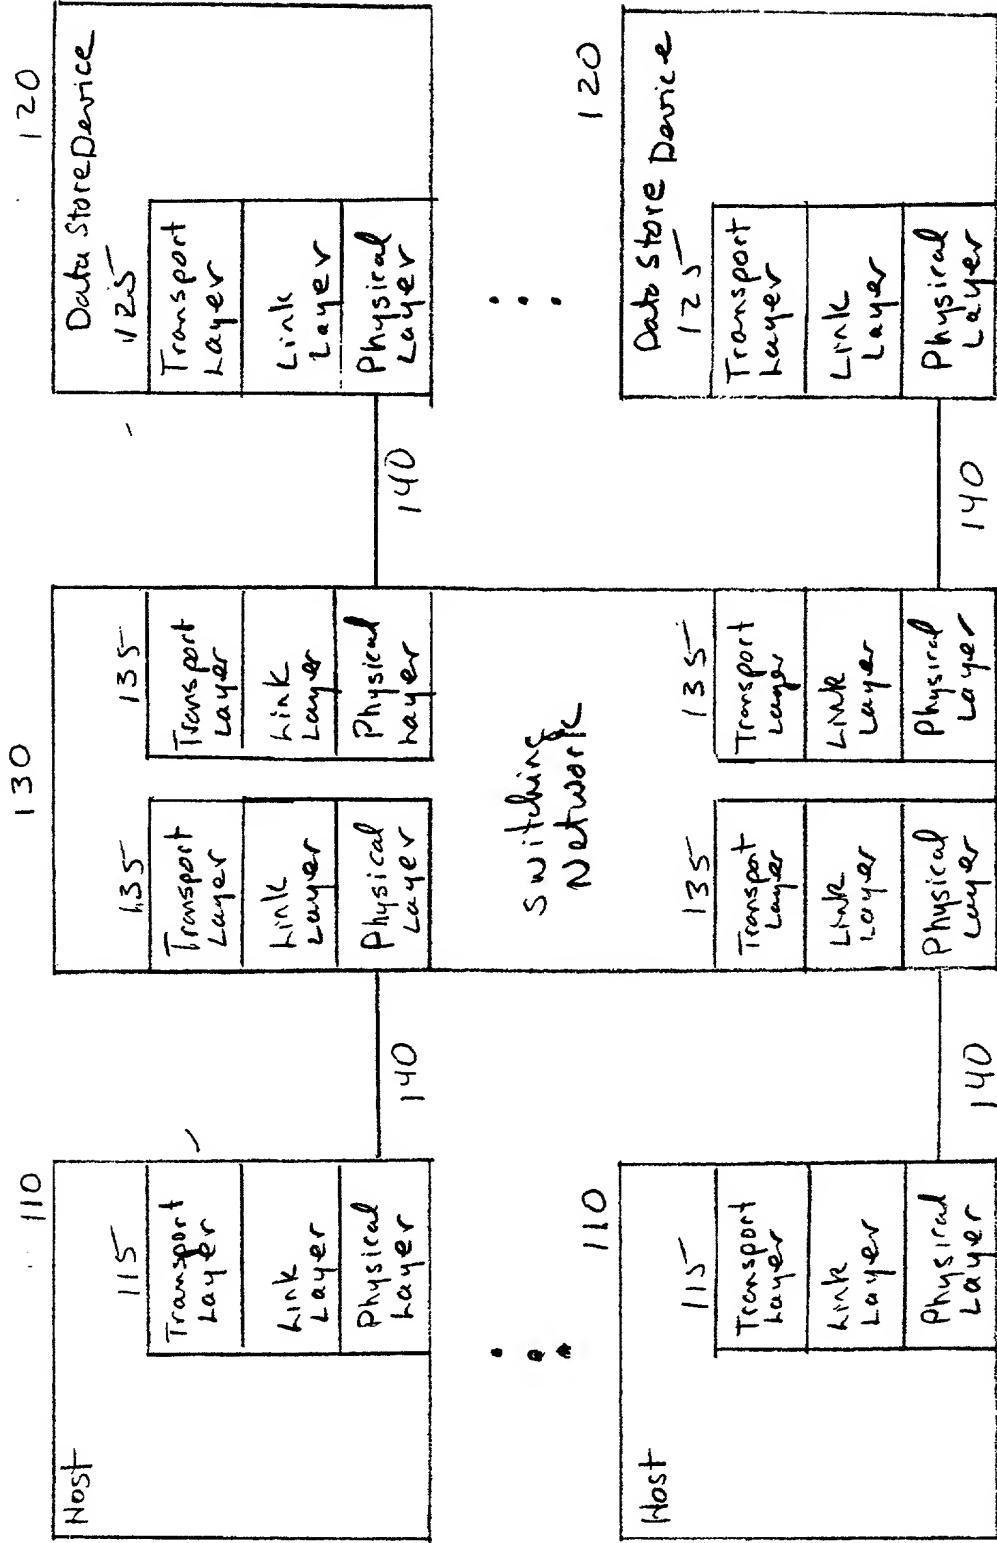 110
Host
115
Transport
Layer
Link
Layer
Physical
Layer
140
130
135
Transport
Layer
Link
Layer
Physical
Layer
135
Transport
Layer
Link
Layer
Physical
Layer
140
120
Data Store Device
125
Transport
Layer
Link
Layer
Physical
Layer
Switching
Network
110
Host
115
Transport
Layer
Link
Layer
Physical
Layer
140
135
Transport
Layer
Link
Layer
Physical
Layer
135
Transport
Layer
Link
Layer
Physical
Layer
140
120
Data Store Device
125
Transport
Layer
Link
Layer
Physical
Layer